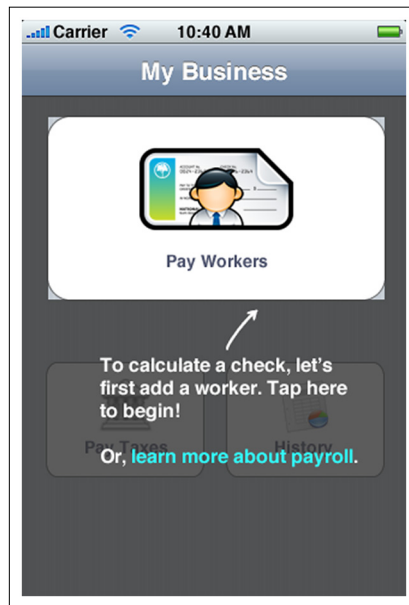 Carrier 10:40 AM
My Business
Pay Workers
To calculate a check, let's
first add a worker. Tap here
to begin!
Pay Taxes
History
Or, learn more about payroll.